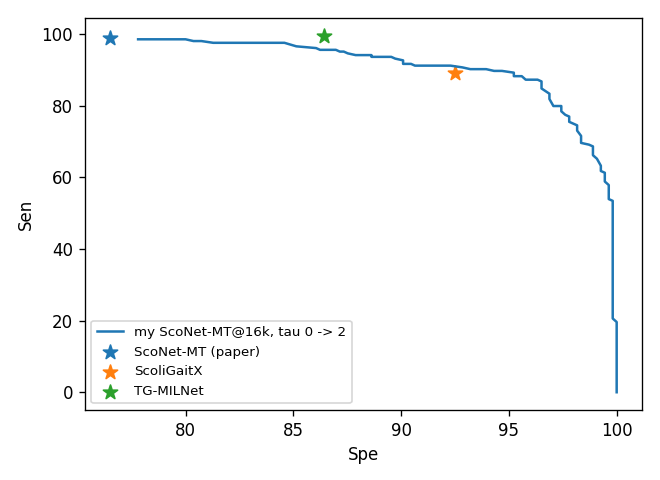 100
80
60
40
20
0
Sen
my ScoNet-MT@16k, tau 0 -> 2
ScoNet-MT (paper)
ScoliGaitX
TG-MILNet
80 85 90 95 100
Spe